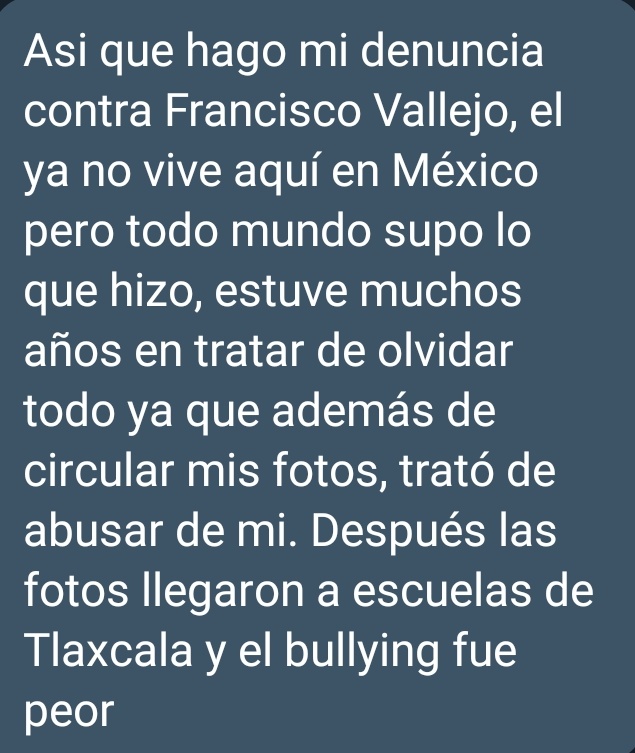 Asi que hago mi denuncia
contra Francisco Vallejo, el
ya no vive aquí en México
pero todo mundo supo lo
que hizo, estuve muchos
años en tratar de olvidar
todo ya que además de
circular mis fotos, trató de
abusar de mi. Después las
fotos llegaron a escuelas de
Tlaxcala y el bullying fue
peor